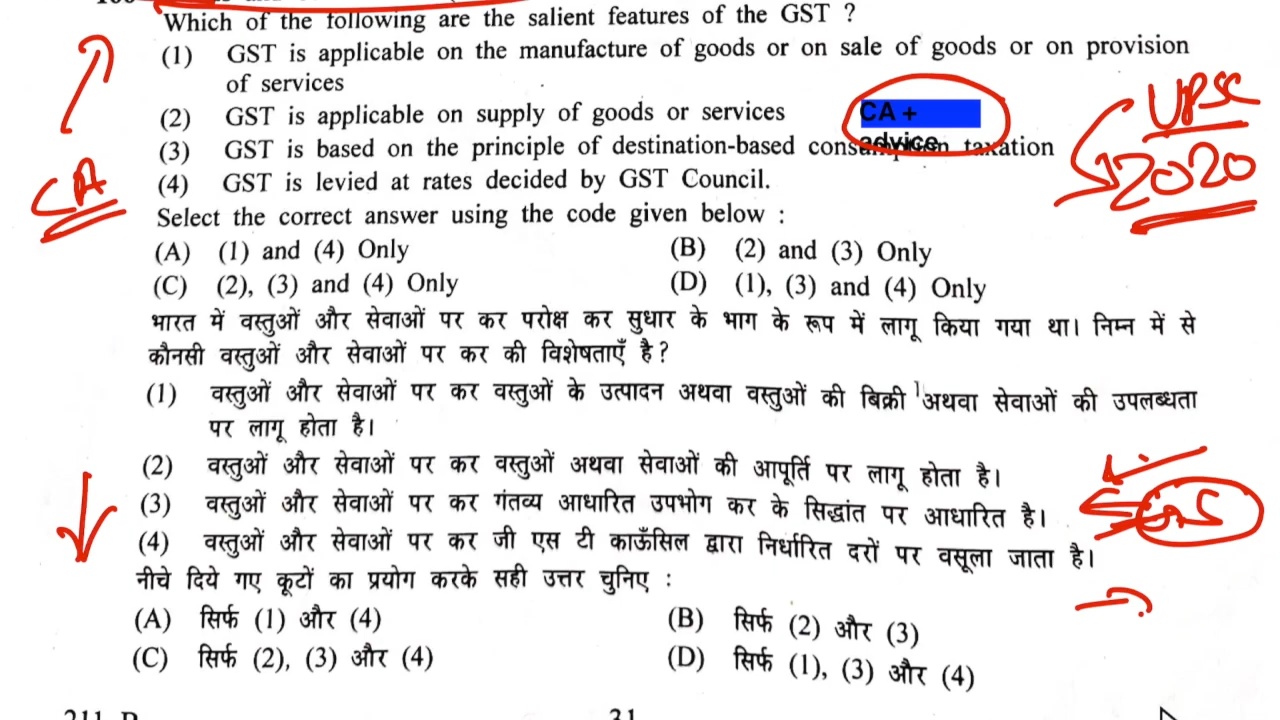 Which of the following are the salient features of the GST ?
(1) GST is applicable on the manufacture of goods or on sale of goods or on provision
of services
(2) GST is applicable on supply of goods or services
CA +
advice
(3) GST is based on the principle of destination-based consumption taxation
(4) GST is levied at rates decided by GST Council.
Select the correct answer using the code given below :
(A) (1) and (4) Only (B) (2) and (3) Only
(C) (2), (3) and (4) Only (D) (1), (3) and (4) Only
UPSC
2020
CA
भारत में वस्तुओं और सेवाओं पर कर परोक्ष कर सुधार के भाग के रूप में लागू किया गया था। निम्न में से
कौनसी वस्तुओं और सेवाओं पर कर की विशेषताएँ है?
(1) वस्तुओं और सेवाओं पर कर वस्तुओं के उत्पादन अथवा वस्तुओं की बिक्री अथवा सेवाओं की उपलब्धता
पर लागू होता है।
(2) वस्तुओं और सेवाओं पर कर वस्तुओं अथवा सेवाओं की आपूर्ति पर लागू होता है।
(3) वस्तुओं और सेवाओं पर कर गंतव्य आधारित उपभोग कर के सिद्धांत पर आधारित है।
(4) वस्तुओं और सेवाओं पर कर जी एस टी काऊँसिल द्वारा निर्धारित दरों पर वसूला जाता है।
नीचे दिये गए कूटों का प्रयोग करके सही उत्तर चुनिए :
(A) सिर्फ (1) और (4) (B) सिर्फ (2) और (3)
(C) सिर्फ (2), (3) और (4) (D) सिर्फ (1), (3) और (4)
31